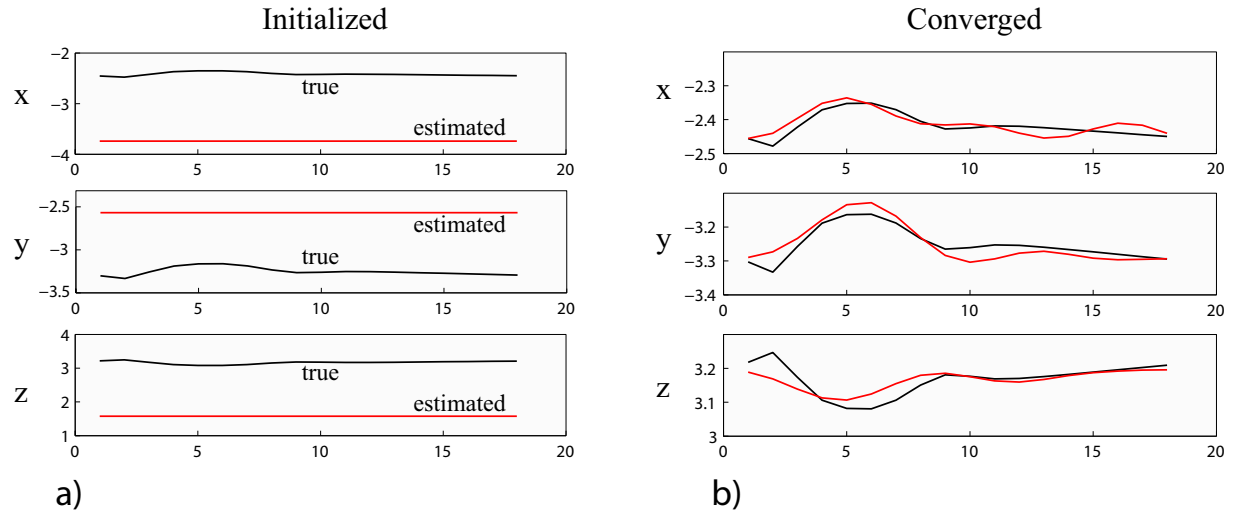 Initialized
x
−2
−3
−4
true
estimated
0 5 10 15 20
y
−2.5
−3
−3.5
estimated
true
0 5 10 15 20
z
4
3
2
1
true
estimated
0 5 10 15 20
a)
Converged
x
−2.3
−2.4
−2.5
0 5 10 15 20
y
−3.2
−3.3
−3.4
0 5 10 15 20
z
3.2
3.1
3
0 5 10 15 20
b)